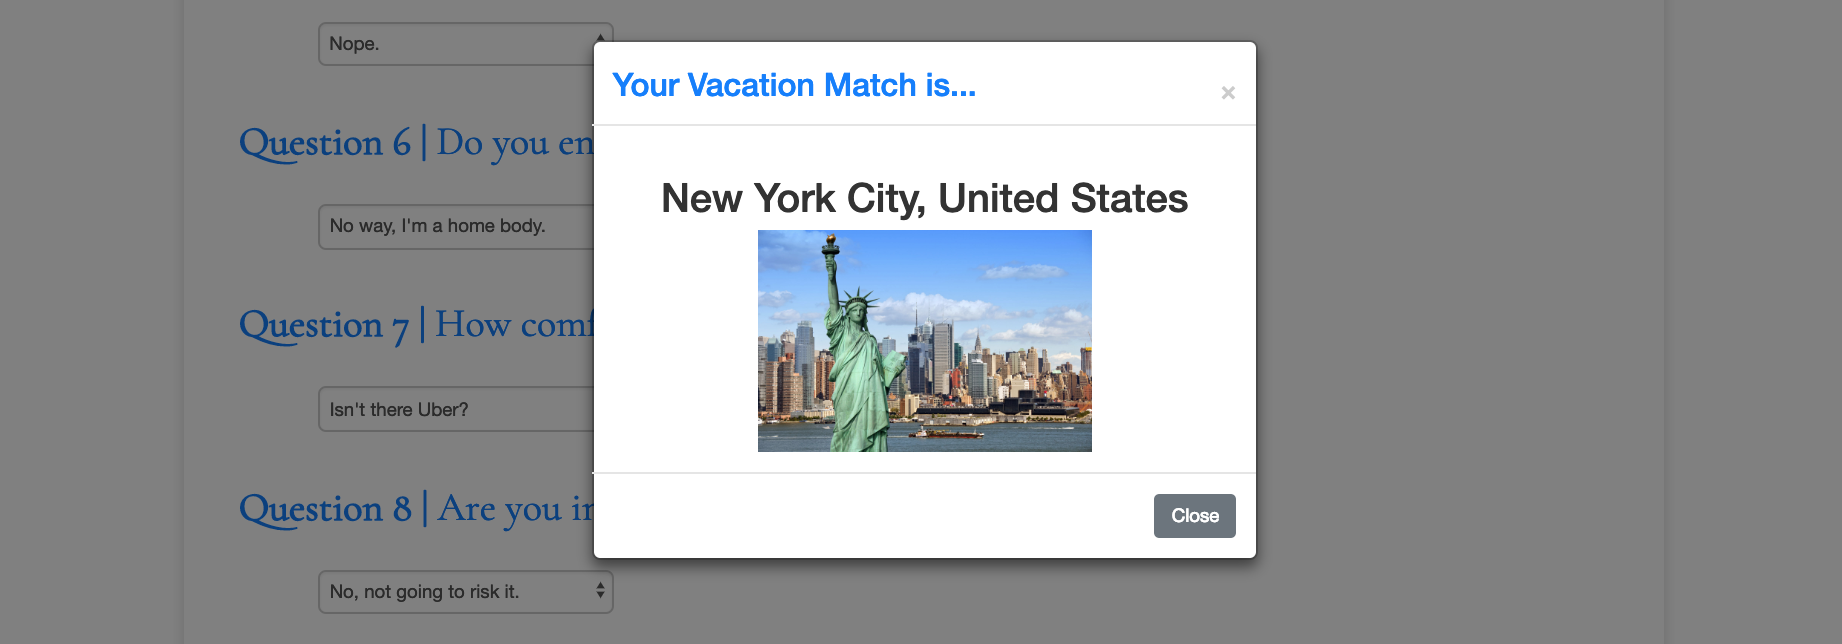 Nope.
Your Vacation Match is...
×
Question 6 | Do you en
New York City, United States
No way, I'm a home body.
Question 7 | How com
Isn't there Uber?
Question 8 | Are you i
Close
No, not going to risk it.